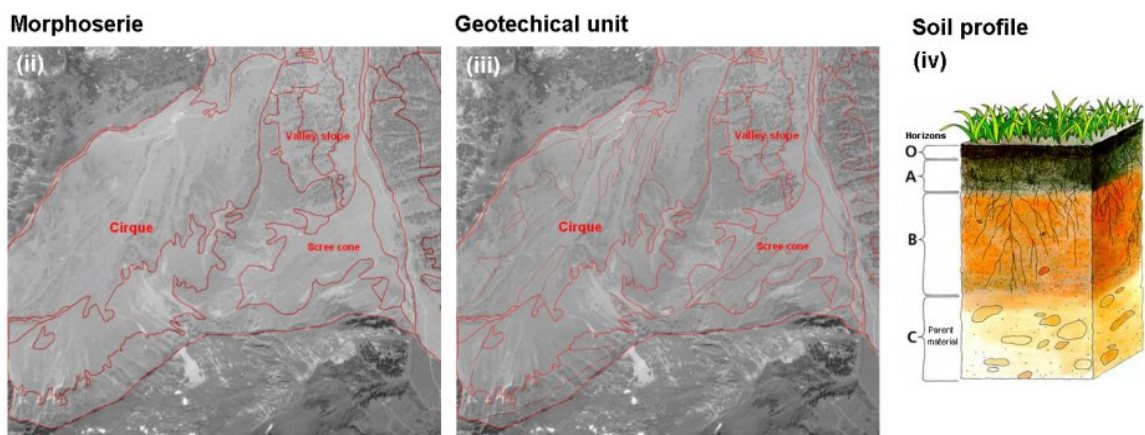 Morphoserie
Geotechical unit
Soil profile
(ii)
(iii)
(iv)
Valley slope
Cirque
Scree cone
Valley slope
Cirque
Scree cone
Horizons
O
A
B
C
Parent
material